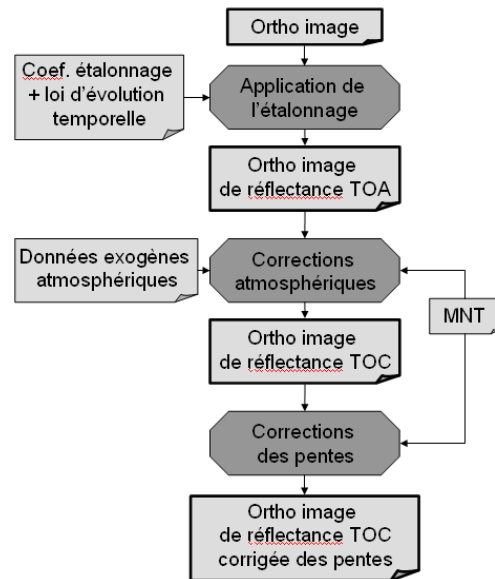 Ortho image
Coef. étalonnage
+ loi d'évolution
temporelle
Application de
l'étalonnage
Ortho image
de réflectance TOA
Données exogènes
atmosphériques
Corrections
atmosphériques
MNT
Ortho image
de réflectance TOC
Corrections
des pentes
Ortho image
de réflectance TOC
corrigée des pentes